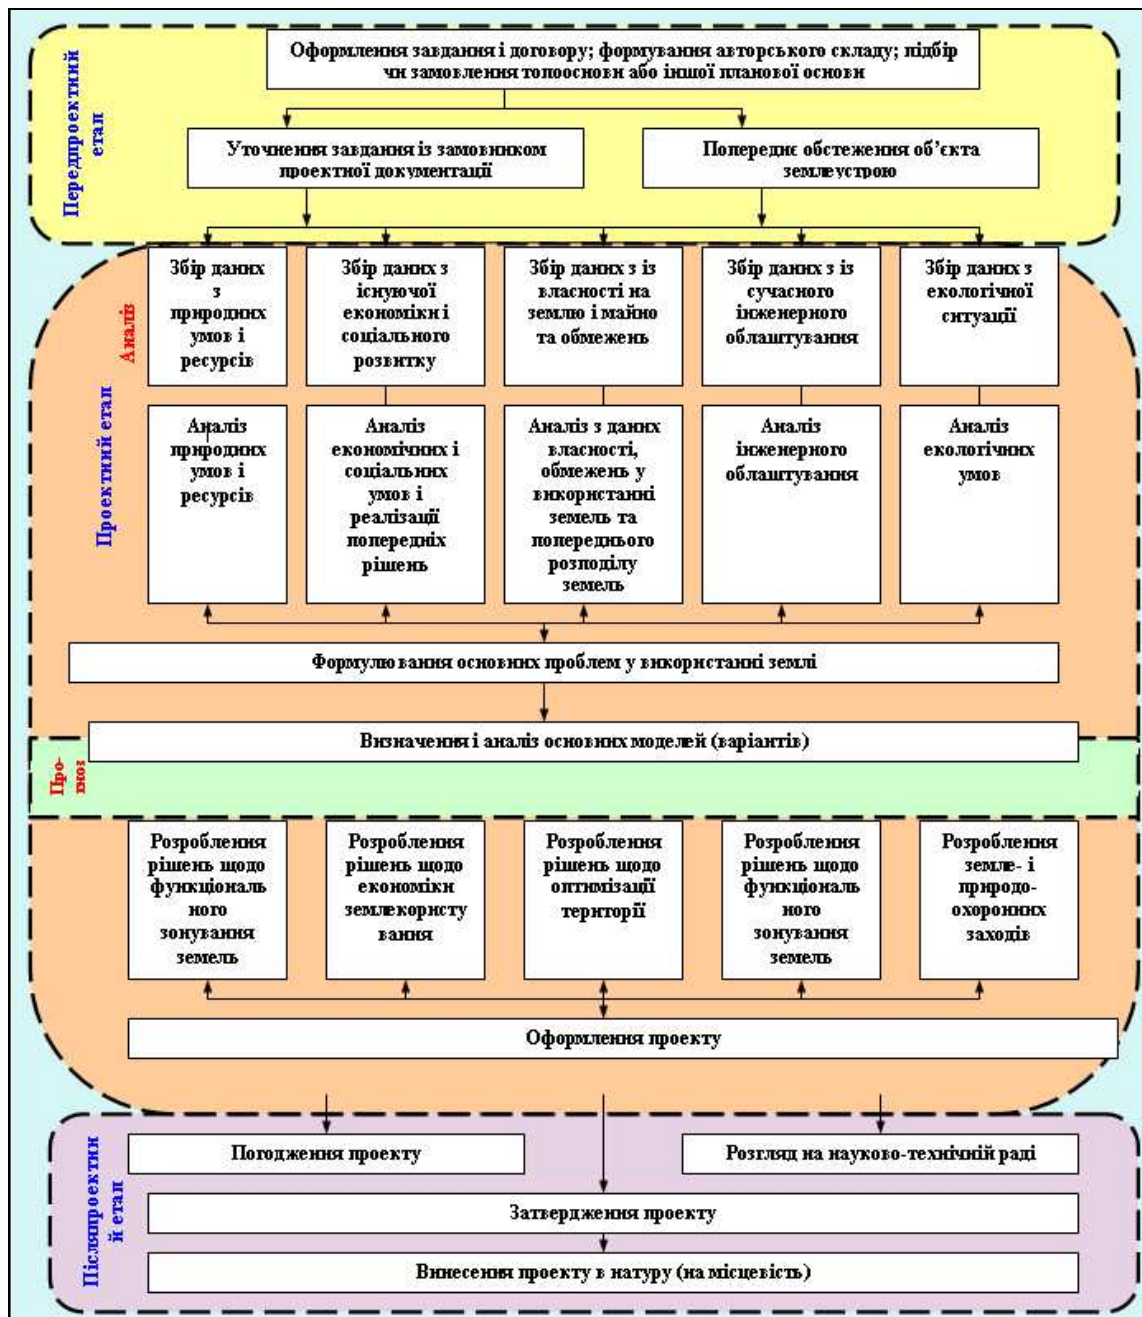 Оформлення завдання і договору; формування авторського складу; підбір
чи замовлення топооснови або іншої планової основи
Передпроектний
етап
Уточнення завдання із замовником
проектної документації
Попереднє обстеження об’єкта
землеустрою
Аналіз
Проектний етап
Збір даних
з
природних
умов і
ресурсів
Збір даних з
існуючої
економіки і
соціального
розвитку
Збір даних з із
власності на
землю і майно
та обмежень
Збір даних з із
сучасного
інженерного
облаштування
Збір даних з
екологічної
ситуації
Аналіз
природних
умов і
ресурсів
Аналіз
економічних і
соціальних
умов і
реалізації
попередніх
рішень
Аналіз з даних
власності,
обмежень у
використанні
земель та
попереднього
розподілу
земель
Аналіз
інженерного
облаштування
Аналіз
екологічних
умов
Формулювання основних проблем у використанні землі
Визначення і аналіз основних моделей (варіантів)
Про-
гноз
Розроблення
рішень щодо
функціональ
ного
зонування
земель
Розроблення
рішень щодо
економіки
землекористу
вання
Розроблення
рішень щодо
оптимізації
території
Розроблення
рішень щодо
функціональ
ного
зонування
земель
Розроблення
земле- і
природо-
охоронних
заходів
Оформлення проекту
Післяпроектни
й етап
Погодження проекту
Розгляд на науково-технічній раді
Затвердження проекту
Винесення проекту в натуру (на місцевість)